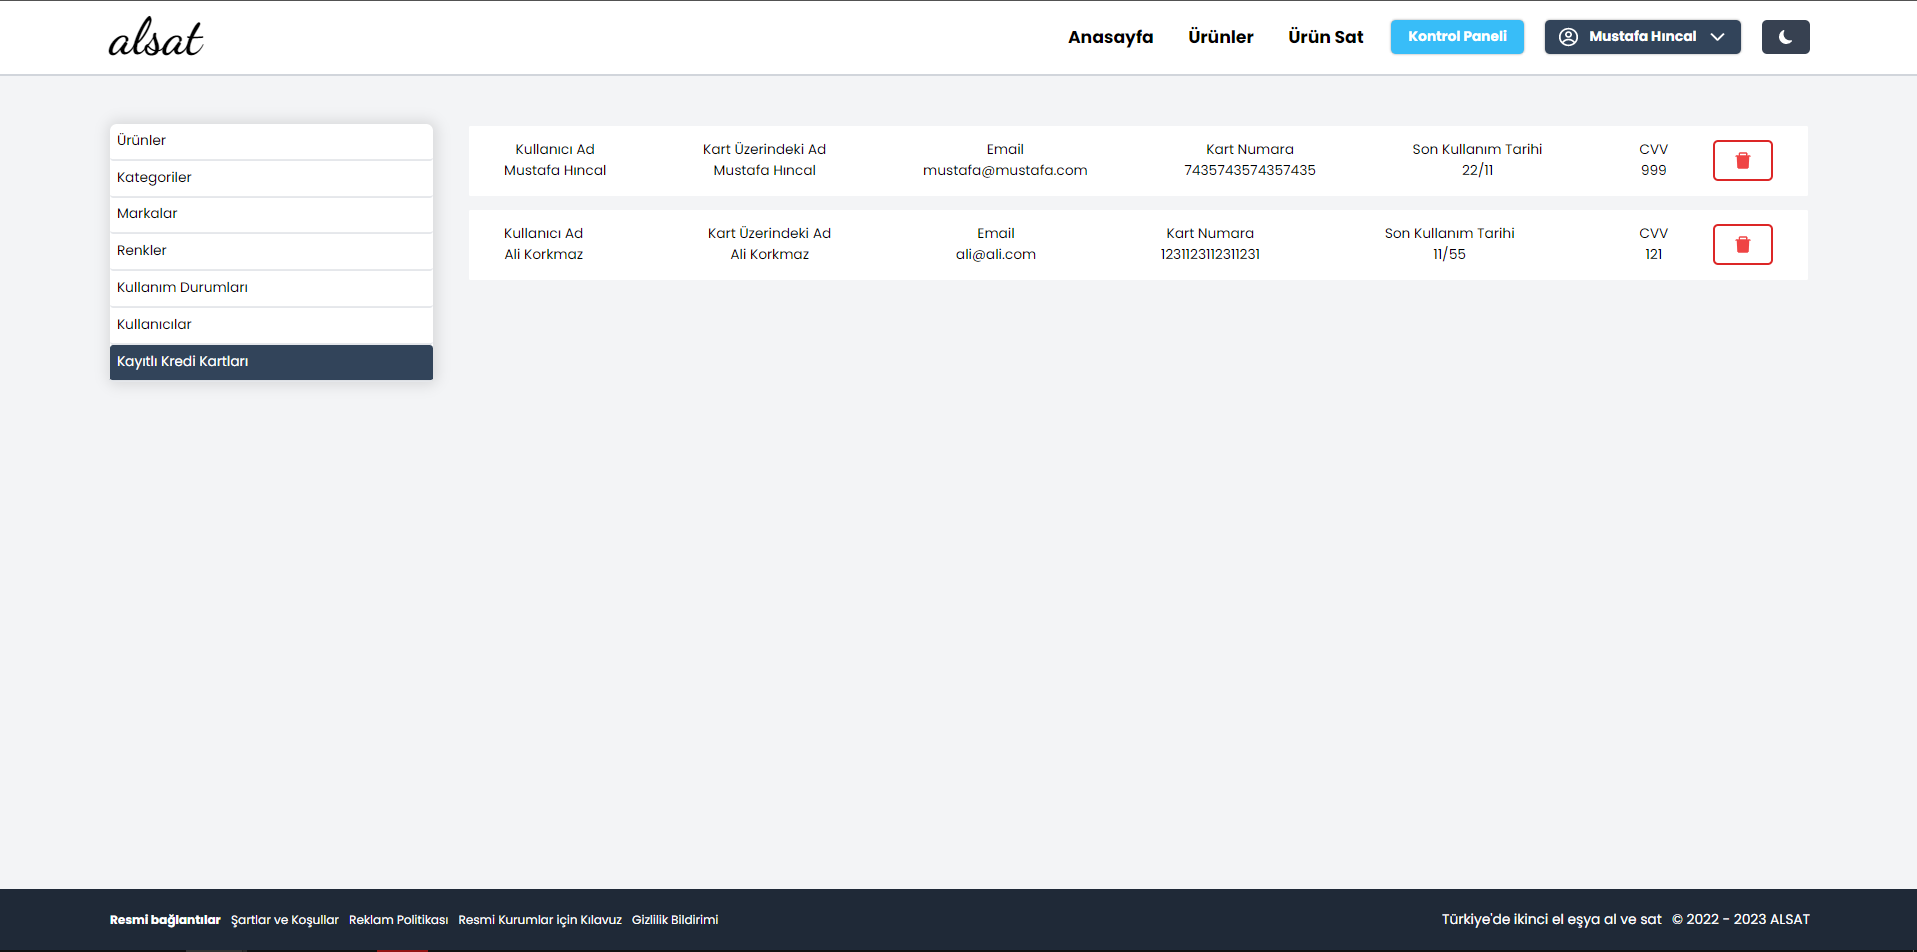 alsat
Anasayfa
Ürünler
Ürün Sat
Kontrol Paneli
Mustafa Hıncal
Ürünler
Kategoriler
Markalar
Renkler
Kullanım Durumları
Kullanıcılar
Kayıtlı Kredi Kartları
Kullanıcı Ad Kart Üzerindeki Ad Email Kart Numara Son Kullanım Tarihi CVV
Mustafa Hıncal Mustafa Hıncal mustafa@mustafa.com 7435743574357435 22/11 999
Kullanıcı Ad Kart Üzerindeki Ad Email Kart Numara Son Kullanım Tarihi CVV
Ali Korkmaz Ali Korkmaz ali@ali.com 1231123112311231 11/55 121
Resmi bağlantılar Şartlar ve Koşullar Reklam Politikası Resmi Kurumlar için Kılavuz Gizlilik Bildirimi
Türkiye'de ikinci el eşya al ve sat © 2022 - 2023 ALSAT